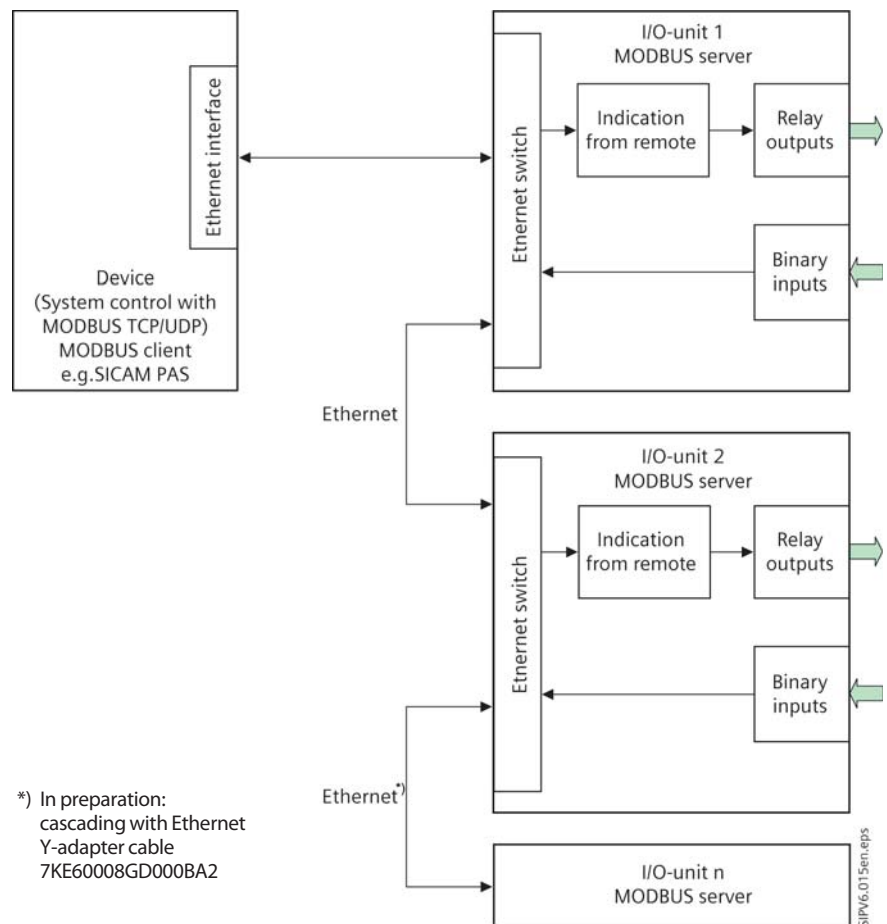 Ethernet interface
Device
(System control with
MODBUS TCP/UDP)
MODBUS client
e.g.SICAM PAS
I/O-unit 1
MODBUS server
Etnernet switch
Indication
from remote
Relay
outputs
Binary
inputs
Ethernet
I/O-unit 2
MODBUS server
Etnernet switch
Indication
from remote
Relay
outputs
Binary
inputs
Ethernet*)
*) In preparation:
cascading with Ethernet
Y-adapter cable
7KE60008GD000BA2
I/O-unit n
MODBUS server
SIPV6.015en.eps